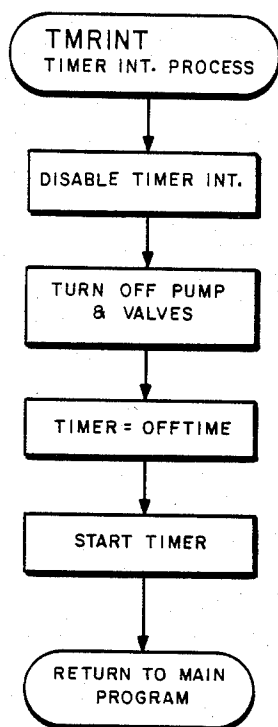 TMRINT
TIMER INT. PROCESS
DISABLE TIMER INT.
TURN OFF PUMP
& VALVES
TIMER = OFFTIME
START TIMER
RETURN TO MAIN
PROGRAM